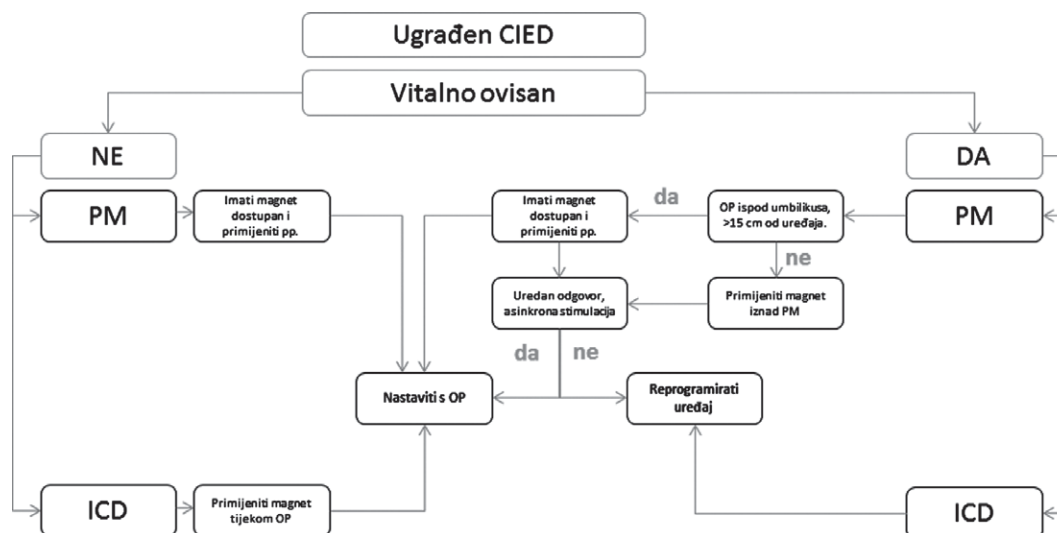 Ugrađen CIED
Vitalno ovisan
NE
DA
PM
Imati magnet
dostupan i
primijeniti pp.
Imati magnet
dostupan i
primijeniti pp.
da
OP ispod umbilikusa,
>15 cm od uređaja.
PM
ne
Uredan odgovor,
asinkrona stimulacija
Primijeniti magnet
iznad PM
da
ne
Nastaviti s OP
Reprogramirati
uređaj
ICD
Primijeniti magnet
tijekom OP
ICD